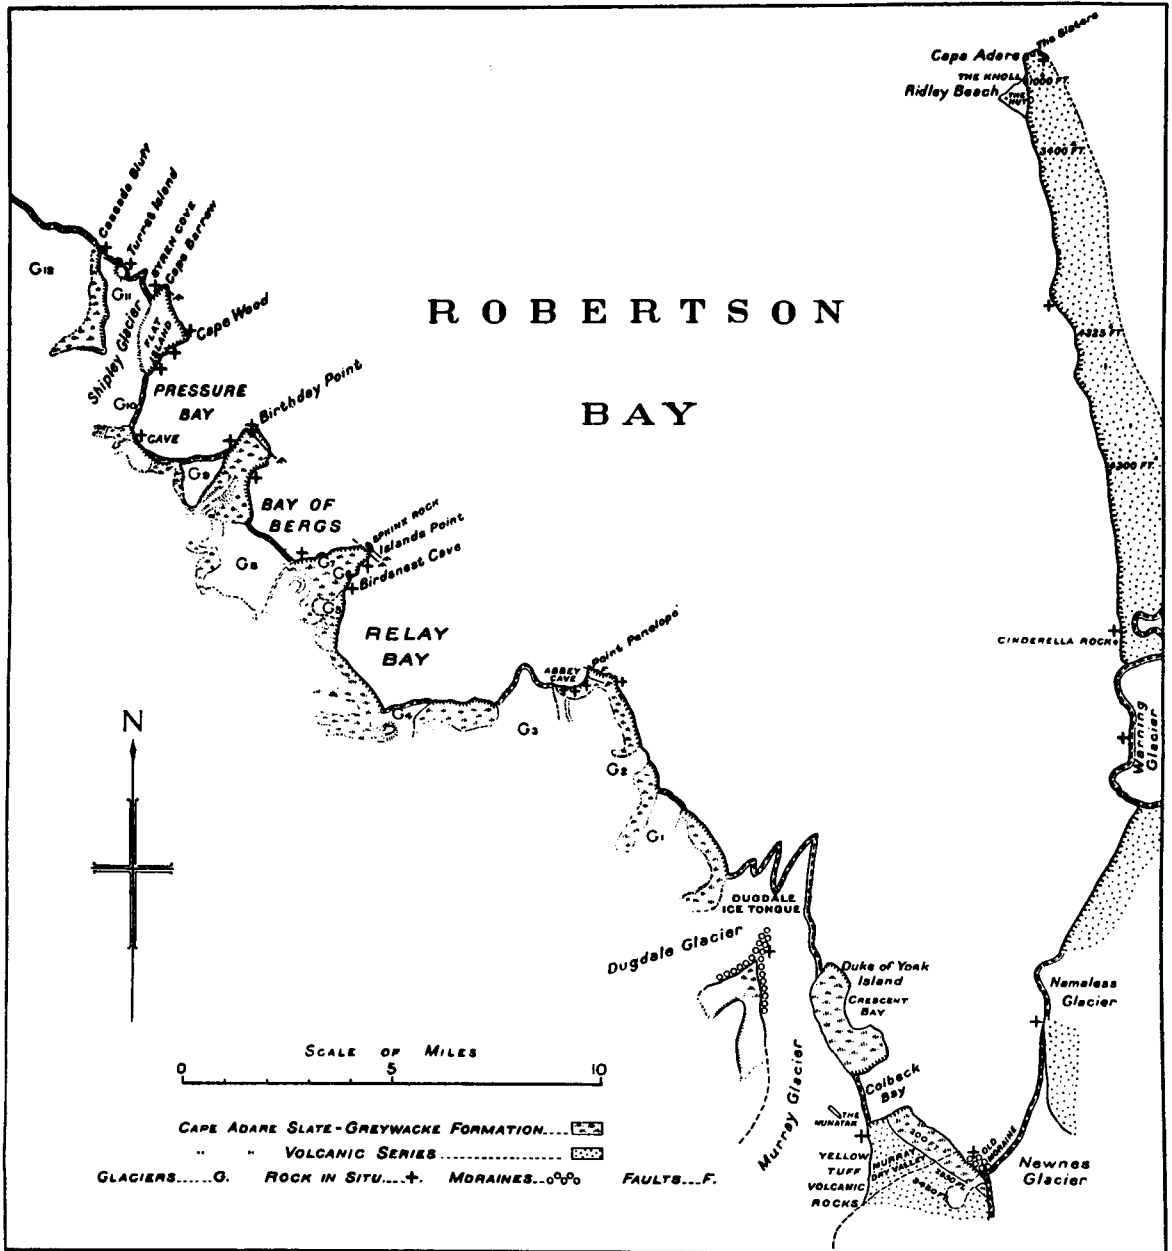 The Sisters
Cape Adare
THE KNOLL
1000 FT.
Ridley Beach
THE HUT
3400 FT.
Cascade Bluff
Turret Island
SYREN COVE
Cape Barrow
G12
G11
Shipley Glacier
FLAT ISLAND
Cape Wood
ROBERTSON
BAY
4325 FT.
PRESSURE
BAY
G10
Birthday Point
CAVE
G9
4300 FT.
BAY OF
BERGS
SPHINX ROCK
Islands Point
Birdsnest Cave
G8
G7
G6
G5
RELAY
BAY
CINDERELLA ROCK
Point Penelope
ABBEY
CAVE
F.
G4
G3
Warning
Glacier
N
G2
G1
DUGDALE
ICE TONGUE
Dugdale Glacier
Duke of York
Island
CRESCENT
BAY
Nameless
Glacier
Murray Glacier
Colbeck
Bay
THE
NUNATAK
SCALE OF MILES
0 5 10
200 FT
OLD
MORAINE
YELLOW
TUFF
VOLCANIC
ROCKS
MURRAY
DRY VALLEY
Newnes
Glacier
CAPE ADARE SLATE-GREYWACKE FORMATION....
" " VOLCANIC SERIES................
GLACIERS.....G. ROCK IN SITU....+. MORAINES.. FAULTS...F.